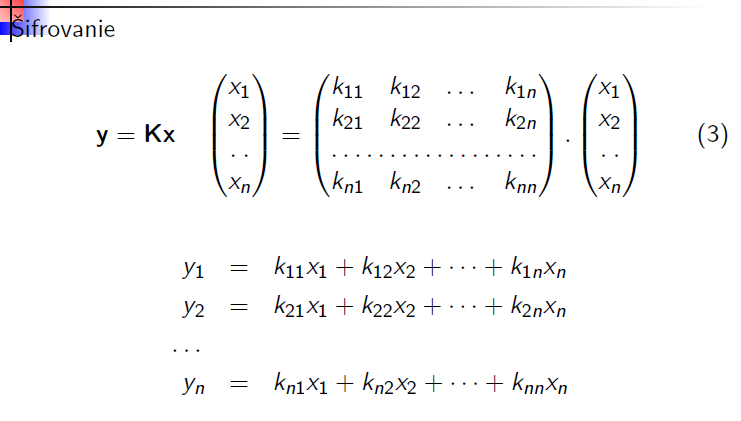 Šifrovanie
y = Kx (x₁ x₂ .. xₙ) = (k₁₁ k₁₂ ... k₁ₙ k₂₁ k₂₂ ... k₂ₙ .................. kₙ₁ kₙ₂ ... kₙₙ) . (x₁ x₂ .. xₙ) (3)
y₁ = k₁₁x₁ + k₁₂x₂ + ··· + k₁ₙxₙ
y₂ = k₂₁x₁ + k₂₂x₂ + ··· + k₂ₙxₙ
...
yₙ = kₙ₁x₁ + kₙ₂x₂ + ··· + kₙₙxₙ